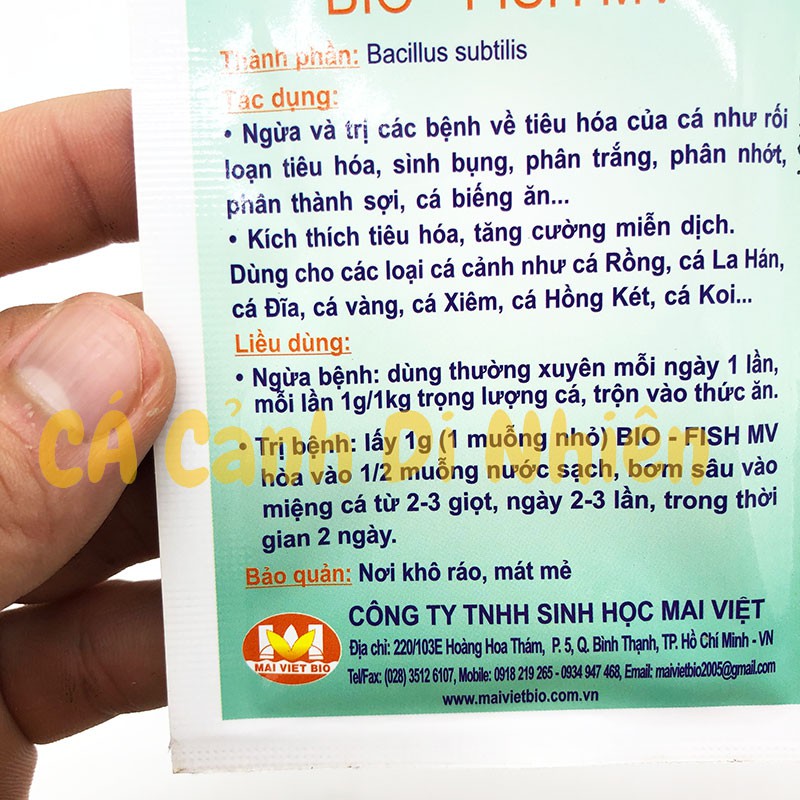 BIO - FISH MV
Thành phần: Bacillus subtilis
Tác dụng:
• Ngừa và trị các bệnh về tiêu hóa của cá như rối
loạn tiêu hóa, sình bụng, phân trắng, phân nhớt,
phân thành sợi, cá biếng ăn...
• Kích thích tiêu hóa, tăng cường miễn dịch.
Dùng cho các loại cá cảnh như cá Rồng, cá La Hán,
cá Đĩa, cá vàng, cá Xiêm, cá Hồng Két, cá Koi...
Liều dùng:
• Ngừa bệnh: dùng thường xuyên mỗi ngày 1 lần,
mỗi lần 1g/1kg trọng lượng cá, trộn vào thức ăn.
CÁ Cảnh Di Nhiên
• Trị bệnh: lấy 1g (1 muỗng nhỏ) BIO - FISH MV
hòa vào 1/2 muỗng nước sạch, bơm sâu vào
miệng cá từ 2-3 giọt, ngày 2-3 lần, trong thời
gian 2 ngày.
Bảo quản: Nơi khô ráo, mát mẻ
MAI VIET BIO
CÔNG TY TNHH SINH HỌC MAI VIỆT
Địa chỉ: 220/103E Hoàng Hoa Thám, P. 5, Q. Bình Thạnh, TP. Hồ Chí Minh - VN
Tel/Fax: (028) 3512 6107, Mobile: 0918 219 265 - 0934 947 468, Email: maivietbio2005@gmail.com
www.maivietbio.com.vn